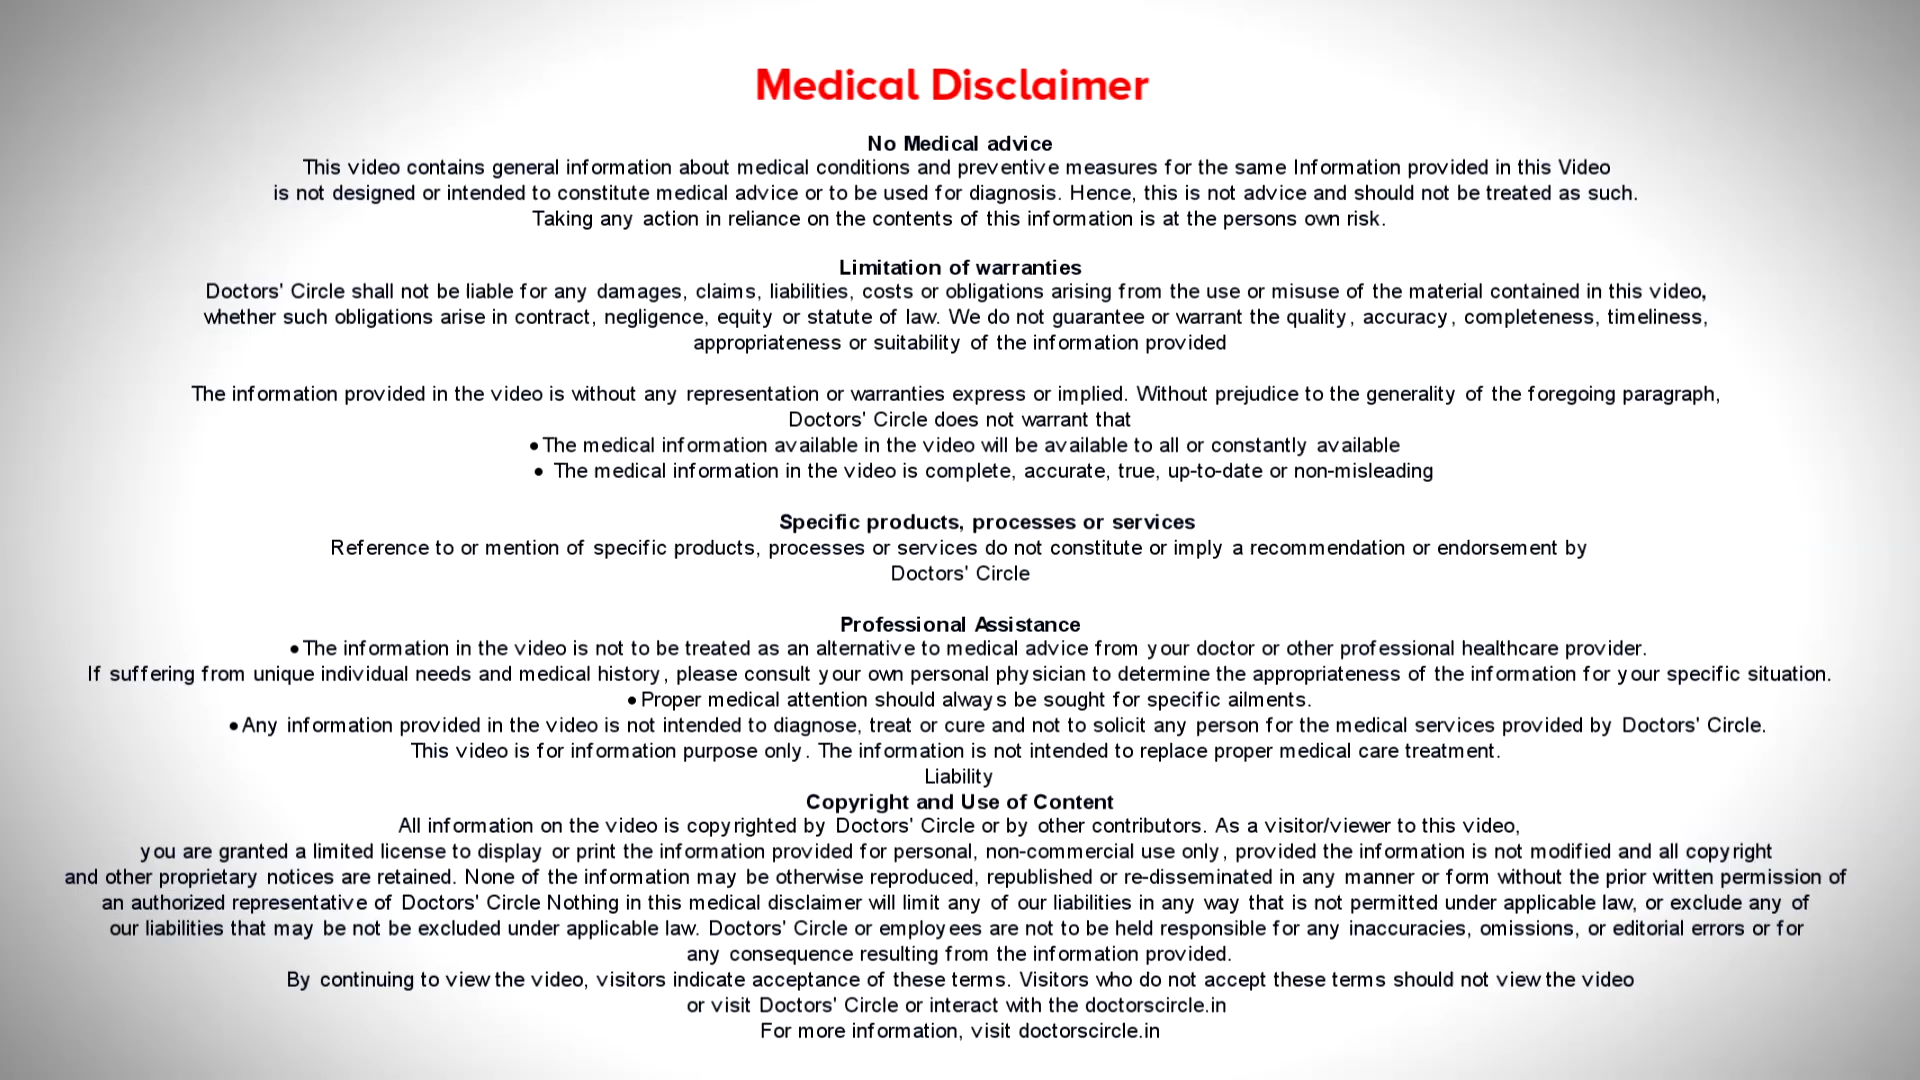 Medical Disclaimer
No Medical advice
This video contains general information about medical conditions and preventive measures for the same Information provided in this Video
is not designed or intended to constitute medical advice or to be used for diagnosis. Hence, this is not advice and should not be treated as such.
Taking any action in reliance on the contents of this information is at the persons own risk.
Limitation of warranties
Doctors' Circle shall not be liable for any damages, claims, liabilities, costs or obligations arising from the use or misuse of the material contained in this video,
whether such obligations arise in contract, negligence, equity or statute of law. We do not guarantee or warrant the quality, accuracy, completeness, timeliness,
appropriateness or suitability of the information provided
The information provided in the video is without any representation or warranties express or implied. Without prejudice to the generality of the foregoing paragraph,
Doctors' Circle does not warrant that
•The medical information available in the video will be available to all or constantly available
• The medical information in the video is complete, accurate, true, up-to-date or non-misleading
Specific products, processes or services
Reference to or mention of specific products, processes or services do not constitute or imply a recommendation or endorsement by
Doctors' Circle
Professional Assistance
•The information in the video is not to be treated as an alternative to medical advice from your doctor or other professional healthcare provider.
If suffering from unique individual needs and medical history, please consult your own personal physician to determine the appropriateness of the information for your specific situation.
•Proper medical attention should always be sought for specific ailments.
•Any information provided in the video is not intended to diagnose, treat or cure and not to solicit any person for the medical services provided by Doctors' Circle.
This video is for information purpose only. The information is not intended to replace proper medical care treatment.
Liability
Copyright and Use of Content
All information on the video is copyrighted by Doctors' Circle or by other contributors. As a visitor/viewer to this video,
you are granted a limited license to display or print the information provided for personal, non-commercial use only, provided the information is not modified and all copyright
and other proprietary notices are retained. None of the information may be otherwise reproduced, republished or re-disseminated in any manner or form without the prior written permission of
an authorized representative of Doctors' Circle Nothing in this medical disclaimer will limit any of our liabilities in any way that is not permitted under applicable law, or exclude any of
our liabilities that may be not be excluded under applicable law. Doctors' Circle or employees are not to be held responsible for any inaccuracies, omissions, or editorial errors or for
any consequence resulting from the information provided.
By continuing to view the video, visitors indicate acceptance of these terms. Visitors who do not accept these terms should not view the video
or visit Doctors' Circle or interact with the doctorscircle.in
For more information, visit doctorscircle.in